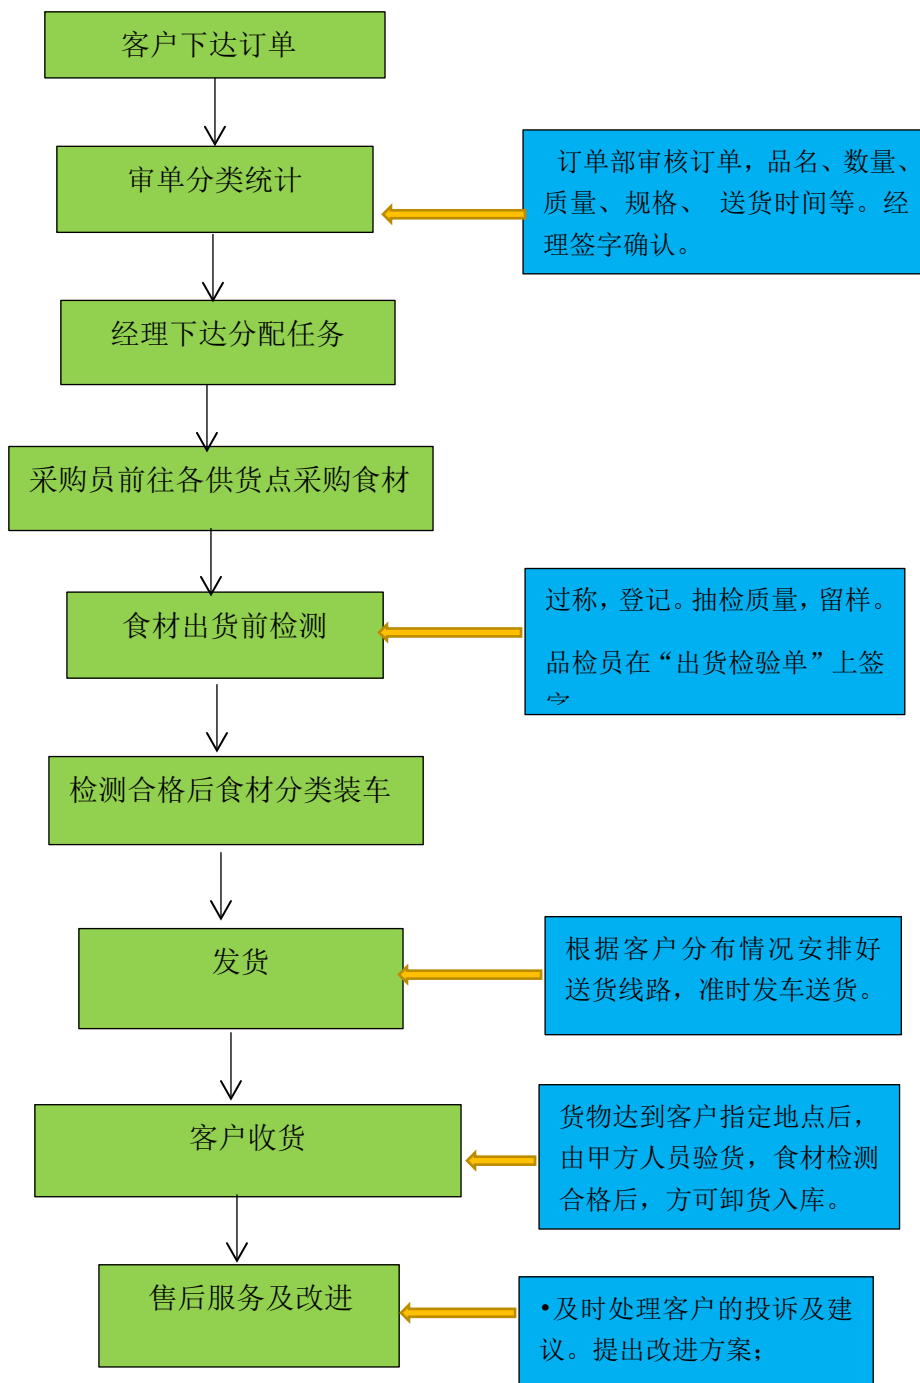 客户下达订单
审单分类统计
订单部审核订单，品名、数量、
质量、规格、 送货时间等。经
理签字确认。
经理下达分配任务
采购员前往各供货点采购食材
食材出货前检测
过称，登记。抽检质量，留样。
品检员在“出货检验单”上签
字
检测合格后食材分类装车
发货
根据客户分布情况安排好
送货线路，准时发车送货。
客户收货
货物达到客户指定地点后，
由甲方人员验货，食材检测
合格后，方可卸货入库。
售后服务及改进
•及时处理客户的投诉及建
议。提出改进方案；